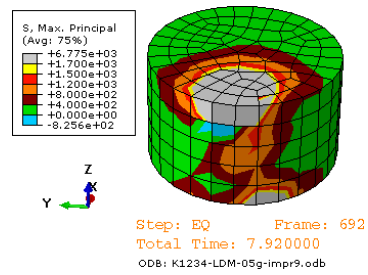 S, Max. Principal
(Avg: 75%)
+6.775e+03
+1.700e+03
+1.500e+03
+1.200e+03
+8.000e+02
+4.000e+02
+0.000e+00
-8.256e+02
Z
X
Y
Step: EQ Frame: 692
Total Time: 7.920000
ODB: K1234-LDM-05g-impr9.odb